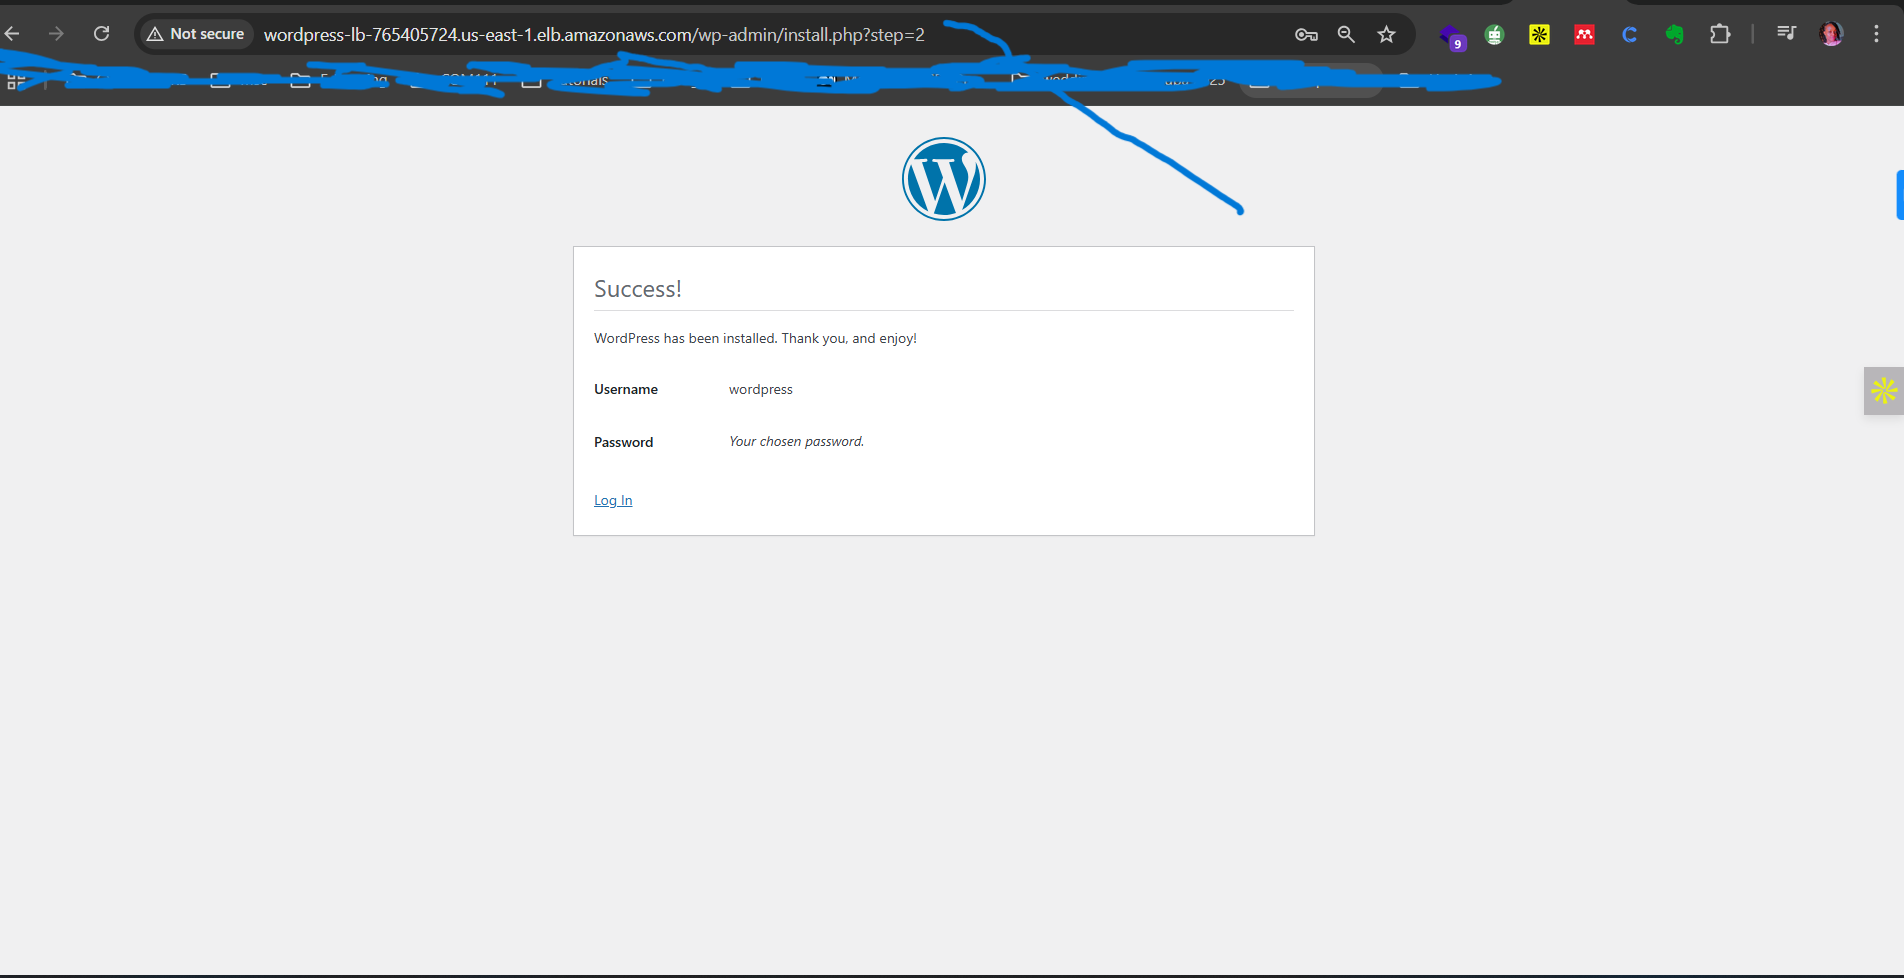 Not secure wordpress-lb-765405724.us-east-1.elb.amazonaws.com/wp-admin/install.php?step=2
9
Success!
WordPress has been installed. Thank you, and enjoy!
Username wordpress
Password Your chosen password.
Log In